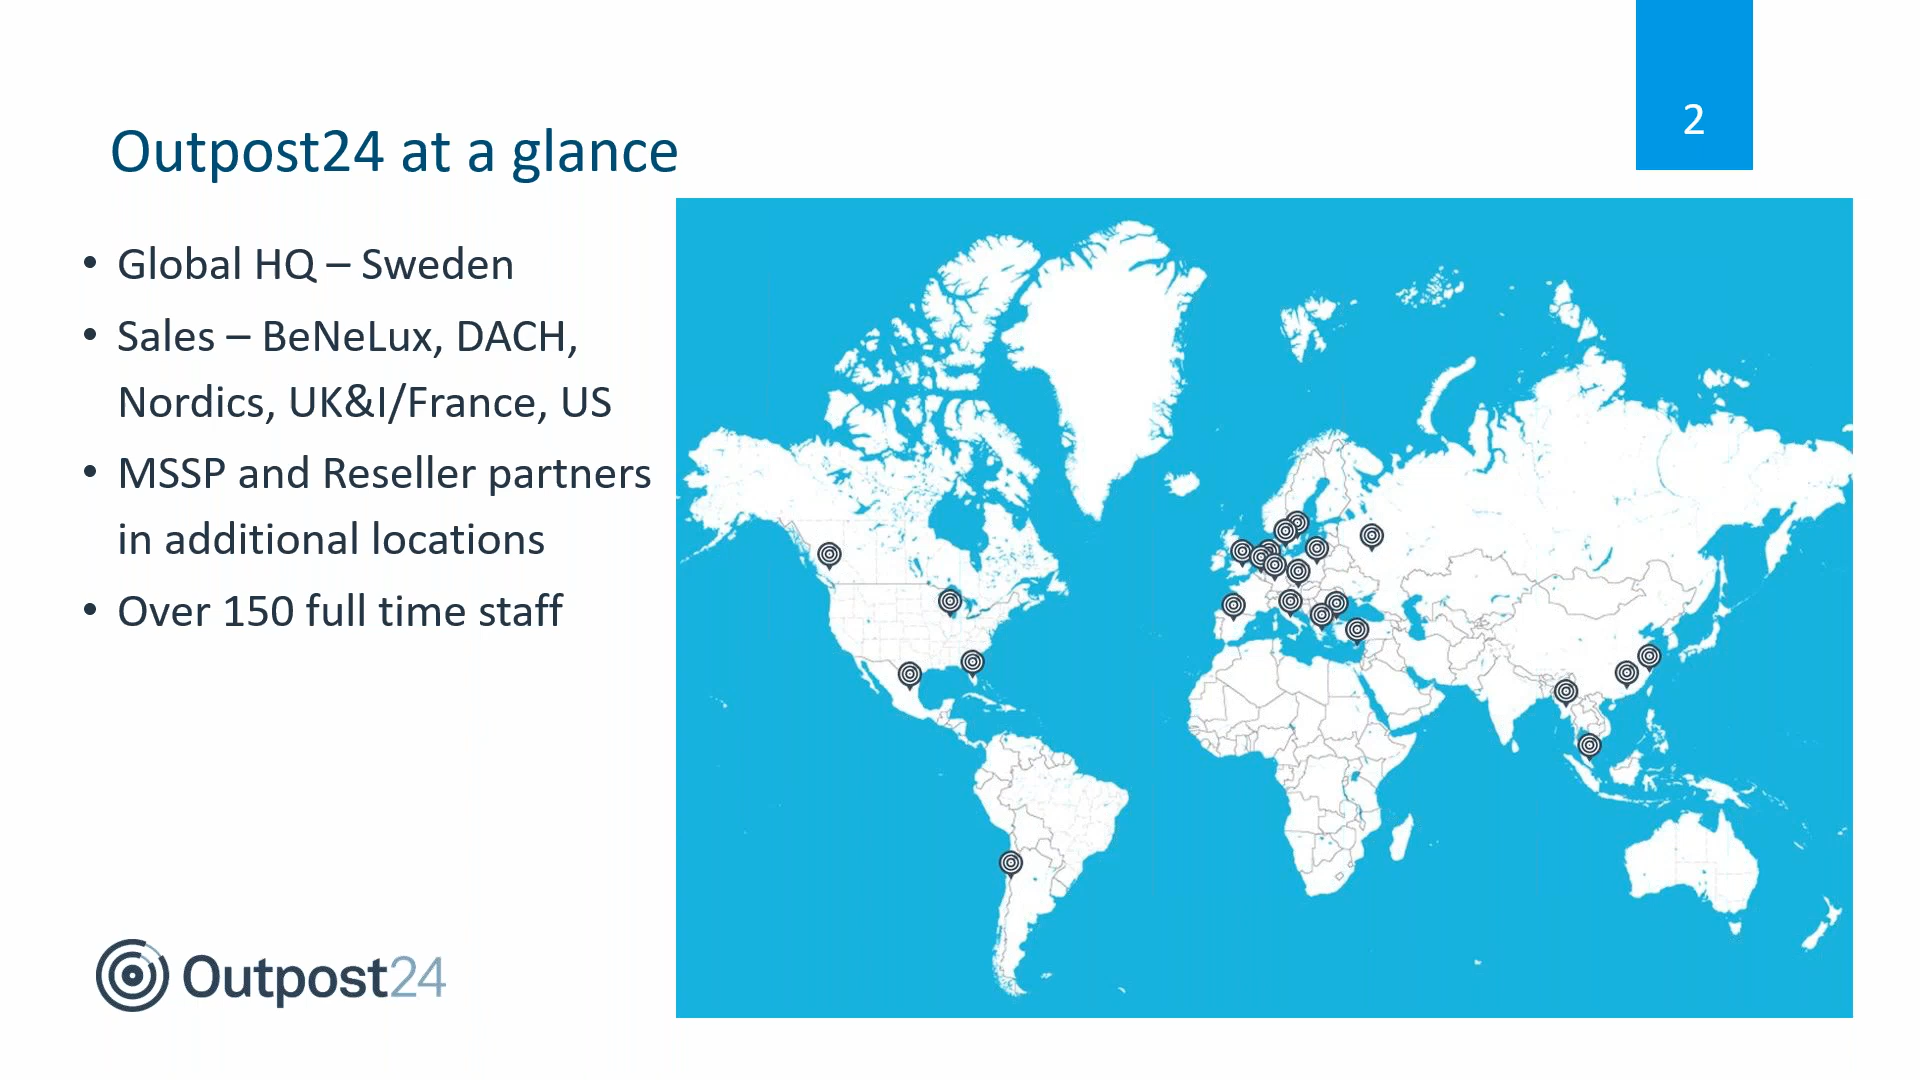 2
Outpost24 at a glance
• Global HQ – Sweden
• Sales – BeNeLux, DACH,
Nordics, UK&I/France, US
• MSSP and Reseller partners
in additional locations
• Over 150 full time staff
Outpost24